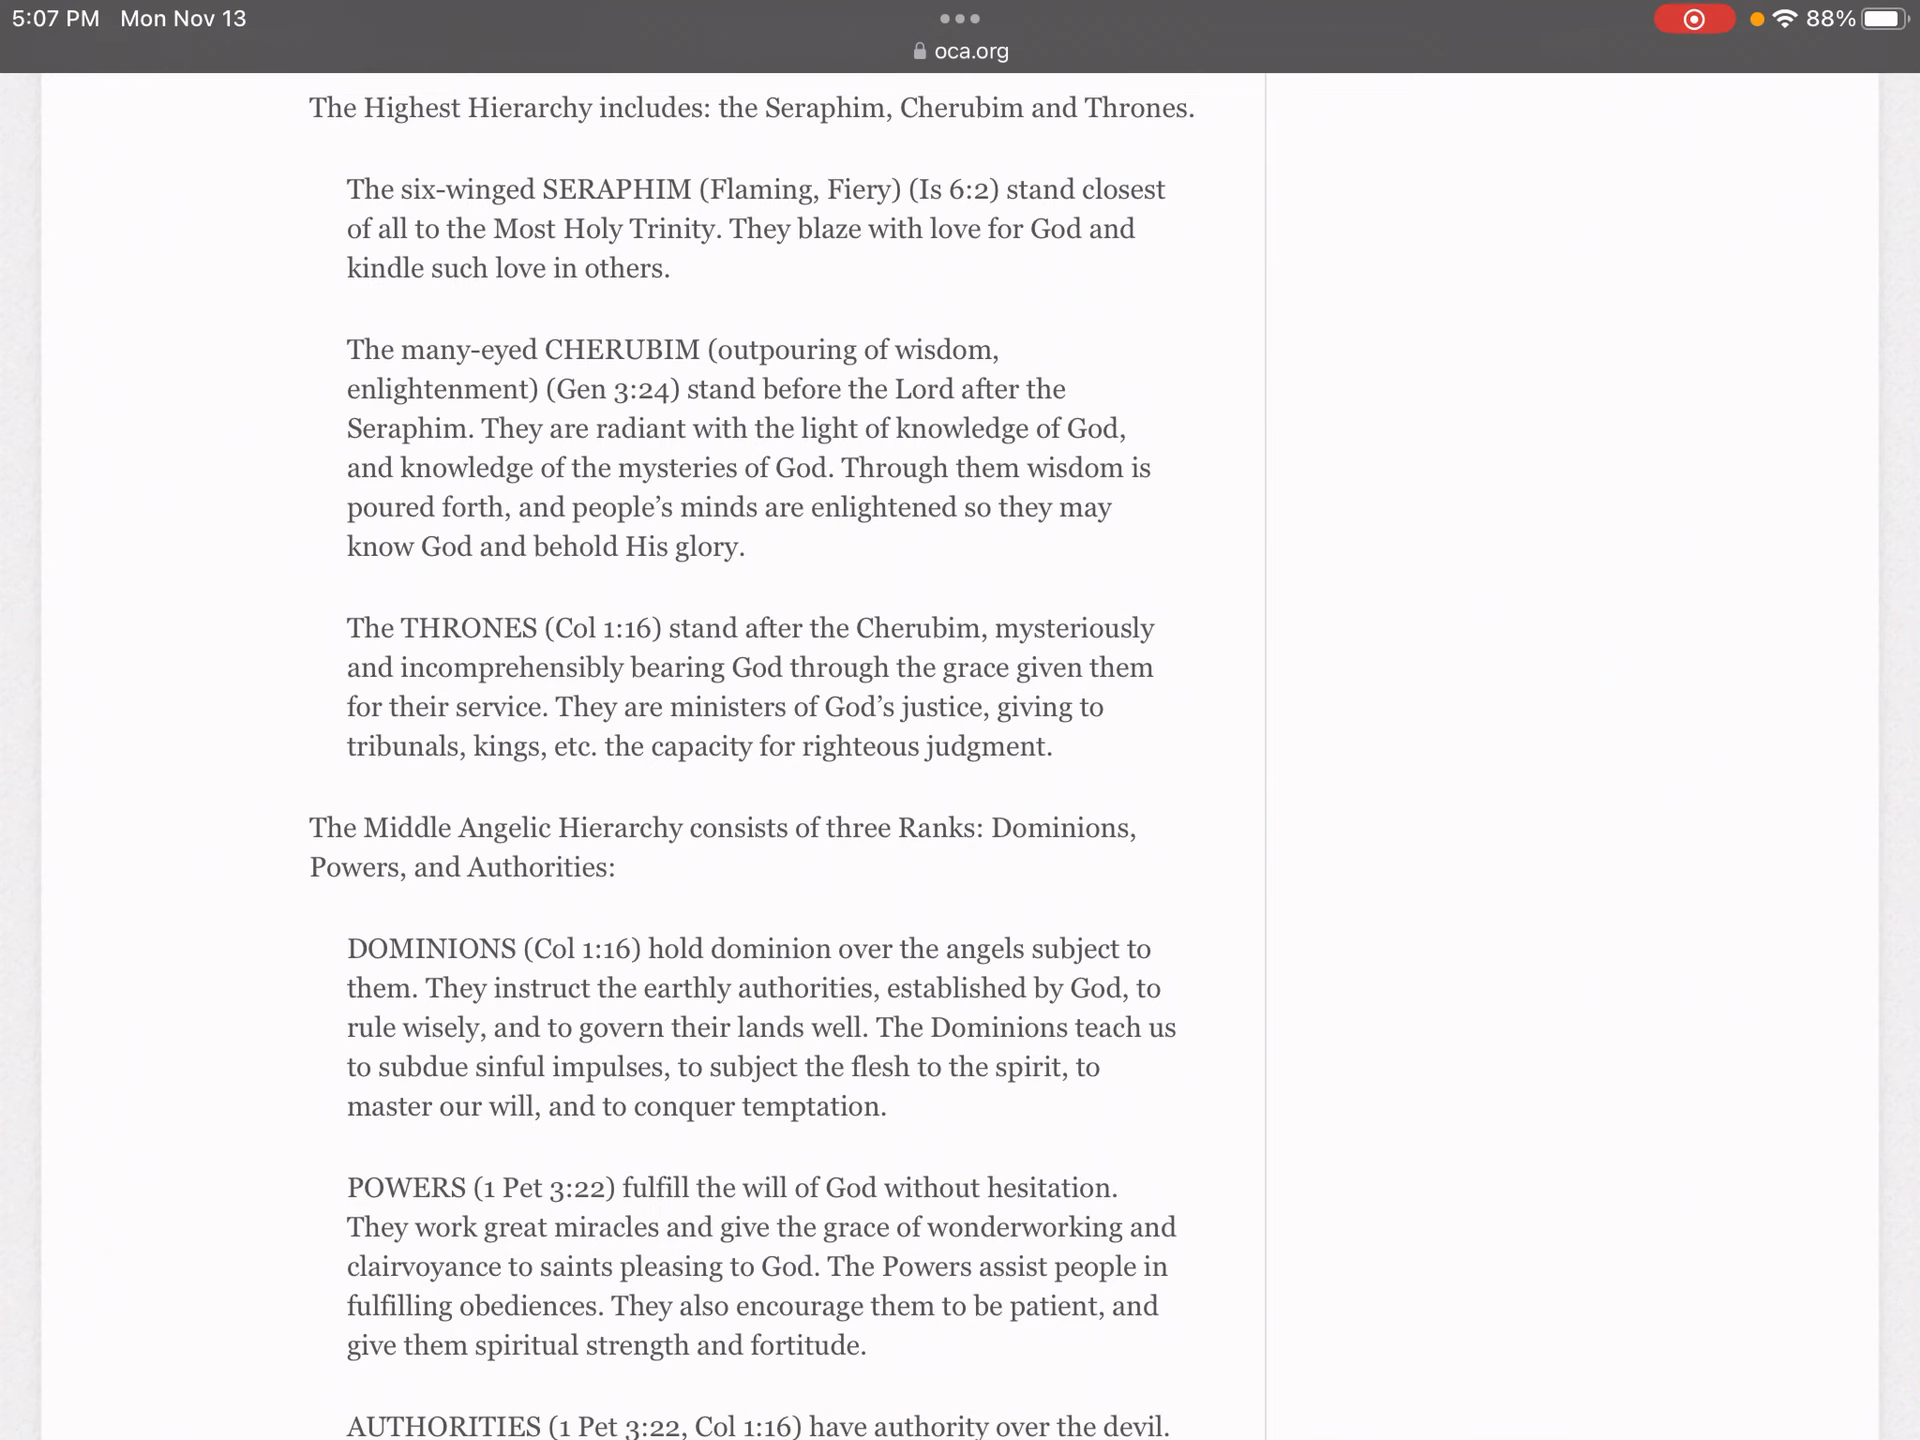 5:07 PM Mon Nov 13
88%
oca.org
The Highest Hierarchy includes: the Seraphim, Cherubim and Thrones.
The six-winged SERAPHIM (Flaming, Fiery) (Is 6:2) stand closest
of all to the Most Holy Trinity. They blaze with love for God and
kindle such love in others.
The many-eyed CHERUBIM (outpouring of wisdom,
enlightenment) (Gen 3:24) stand before the Lord after the
Seraphim. They are radiant with the light of knowledge of God,
and knowledge of the mysteries of God. Through them wisdom is
poured forth, and people’s minds are enlightened so they may
know God and behold His glory.
The THRONES (Col 1:16) stand after the Cherubim, mysteriously
and incomprehensibly bearing God through the grace given them
for their service. They are ministers of God’s justice, giving to
tribunals, kings, etc. the capacity for righteous judgment.
The Middle Angelic Hierarchy consists of three Ranks: Dominions,
Powers, and Authorities:
DOMINIONS (Col 1:16) hold dominion over the angels subject to
them. They instruct the earthly authorities, established by God, to
rule wisely, and to govern their lands well. The Dominions teach us
to subdue sinful impulses, to subject the flesh to the spirit, to
master our will, and to conquer temptation.
POWERS (1 Pet 3:22) fulfill the will of God without hesitation.
They work great miracles and give the grace of wonderworking and
clairvoyance to saints pleasing to God. The Powers assist people in
fulfilling obediences. They also encourage them to be patient, and
give them spiritual strength and fortitude.
AUTHORITIES (1 Pet 3:22, Col 1:16) have authority over the devil.